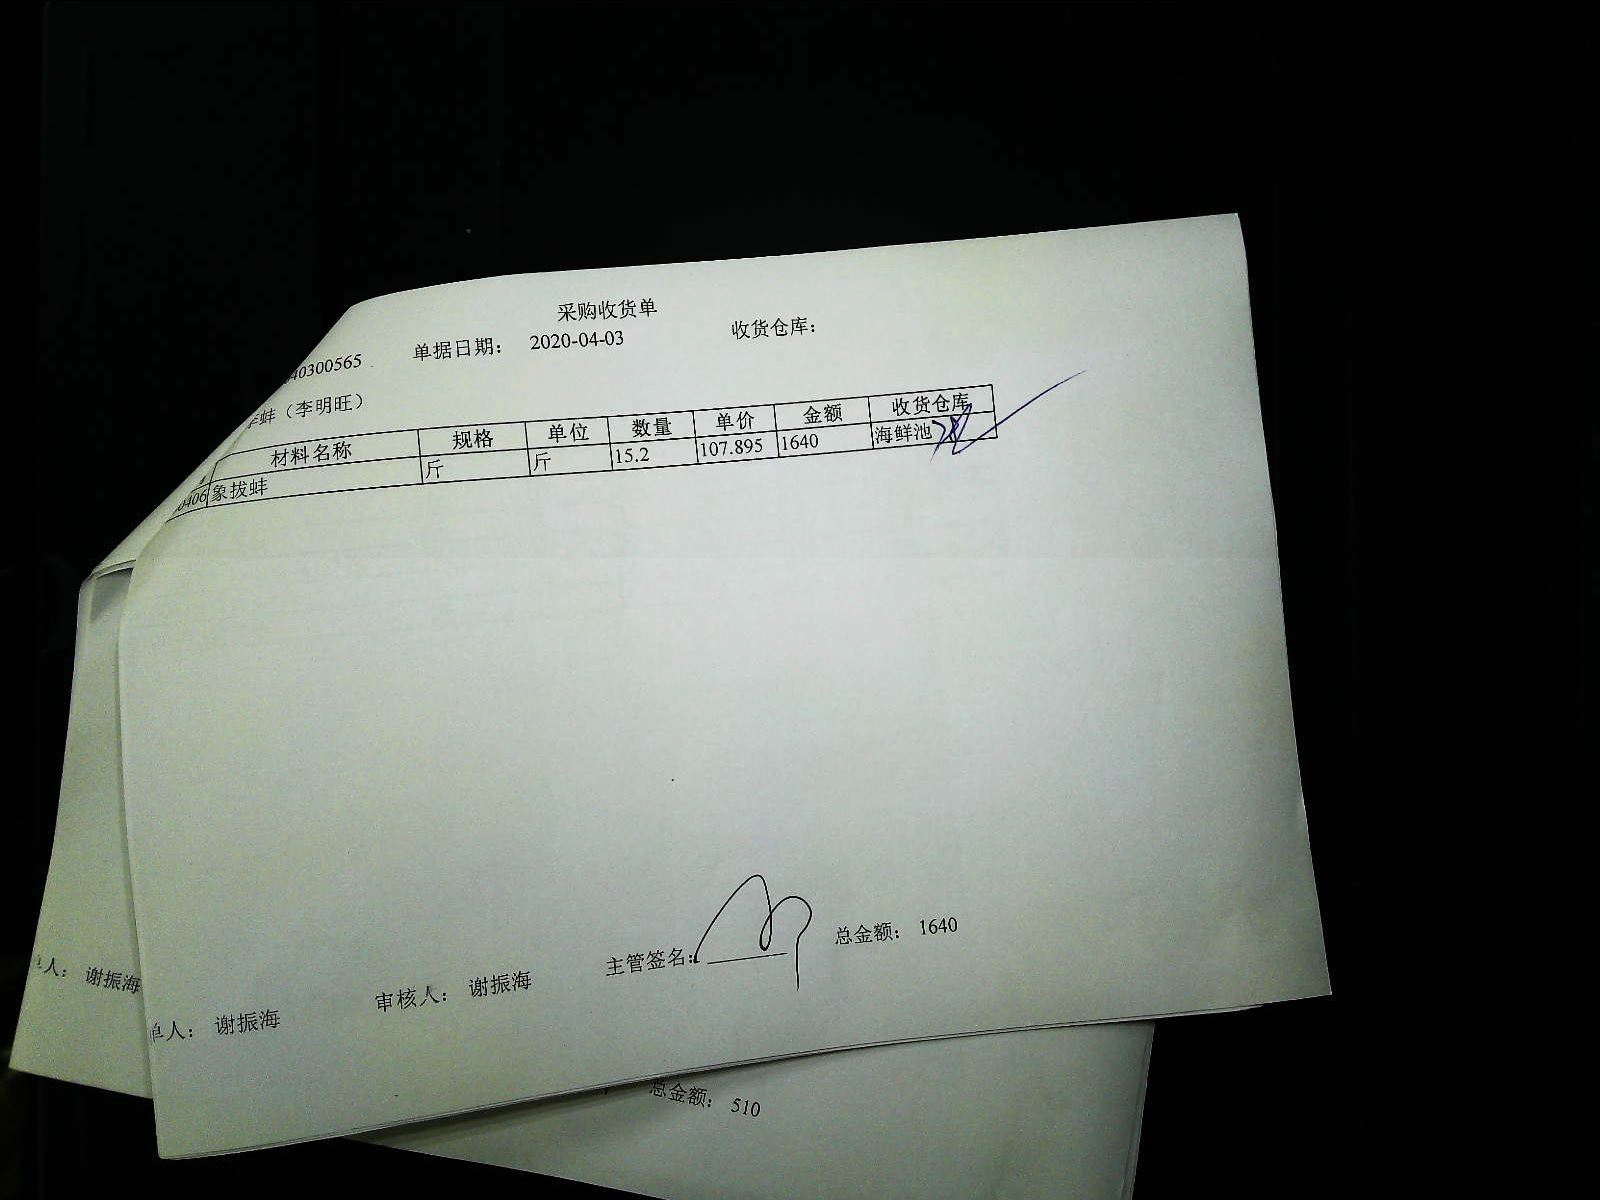 采购收货单
40300565 单据日期： 2020-04-03 收货仓库：
蚌（李明旺）
材料名称 规格 单位 数量 单价 金额 收货仓库
0406 象拔蚌 斤 斤 15.2 107.895 1640 海鲜池
主管签名： 总金额： 1640
单人： 谢振海 审核人： 谢振海
人： 谢振海
总金额： 510